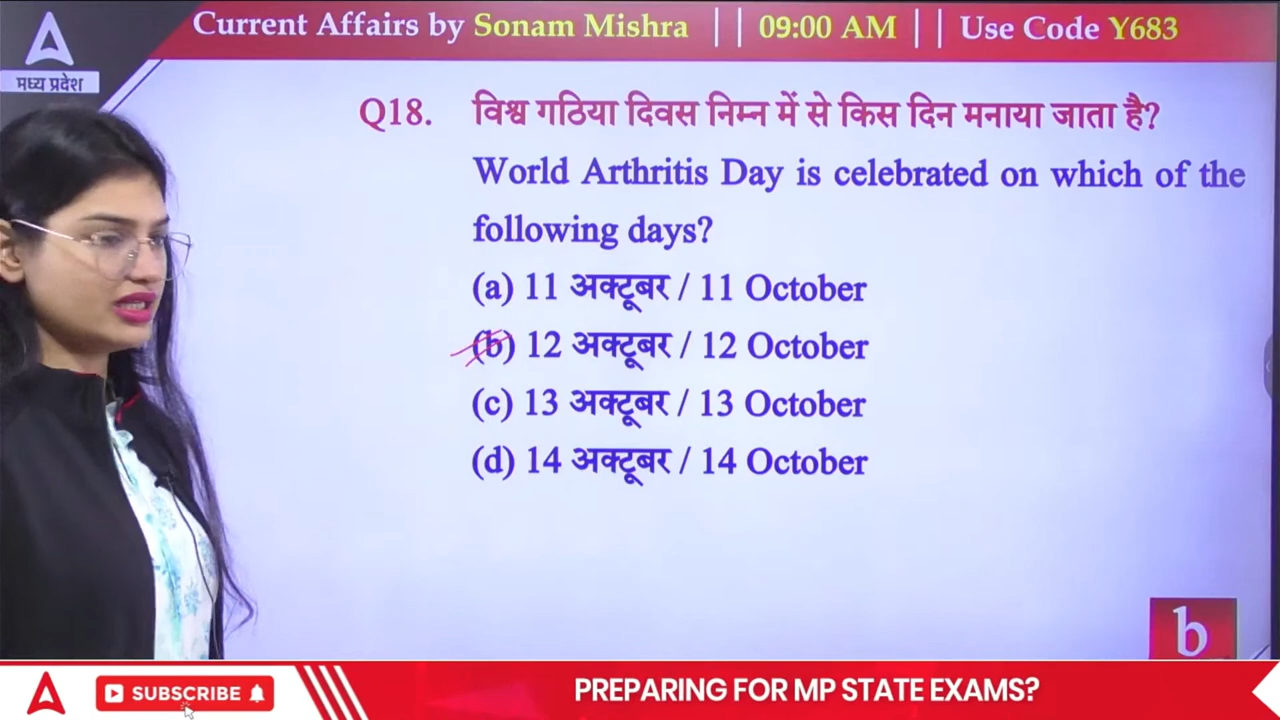 Current Affairs by Sonam Mishra || 09:00 AM || Use Code Y683
मध्य प्रदेश
Q18. विश्व गठिया दिवस निम्न में से किस दिन मनाया जाता है?
World Arthritis Day is celebrated on which of the
following days?
(a) 11 अक्टूबर / 11 October
(b) 12 अक्टूबर / 12 October
(c) 13 अक्टूबर / 13 October
(d) 14 अक्टूबर / 14 October
b
SUBSCRIBE
PREPARING FOR MP STATE EXAMS?